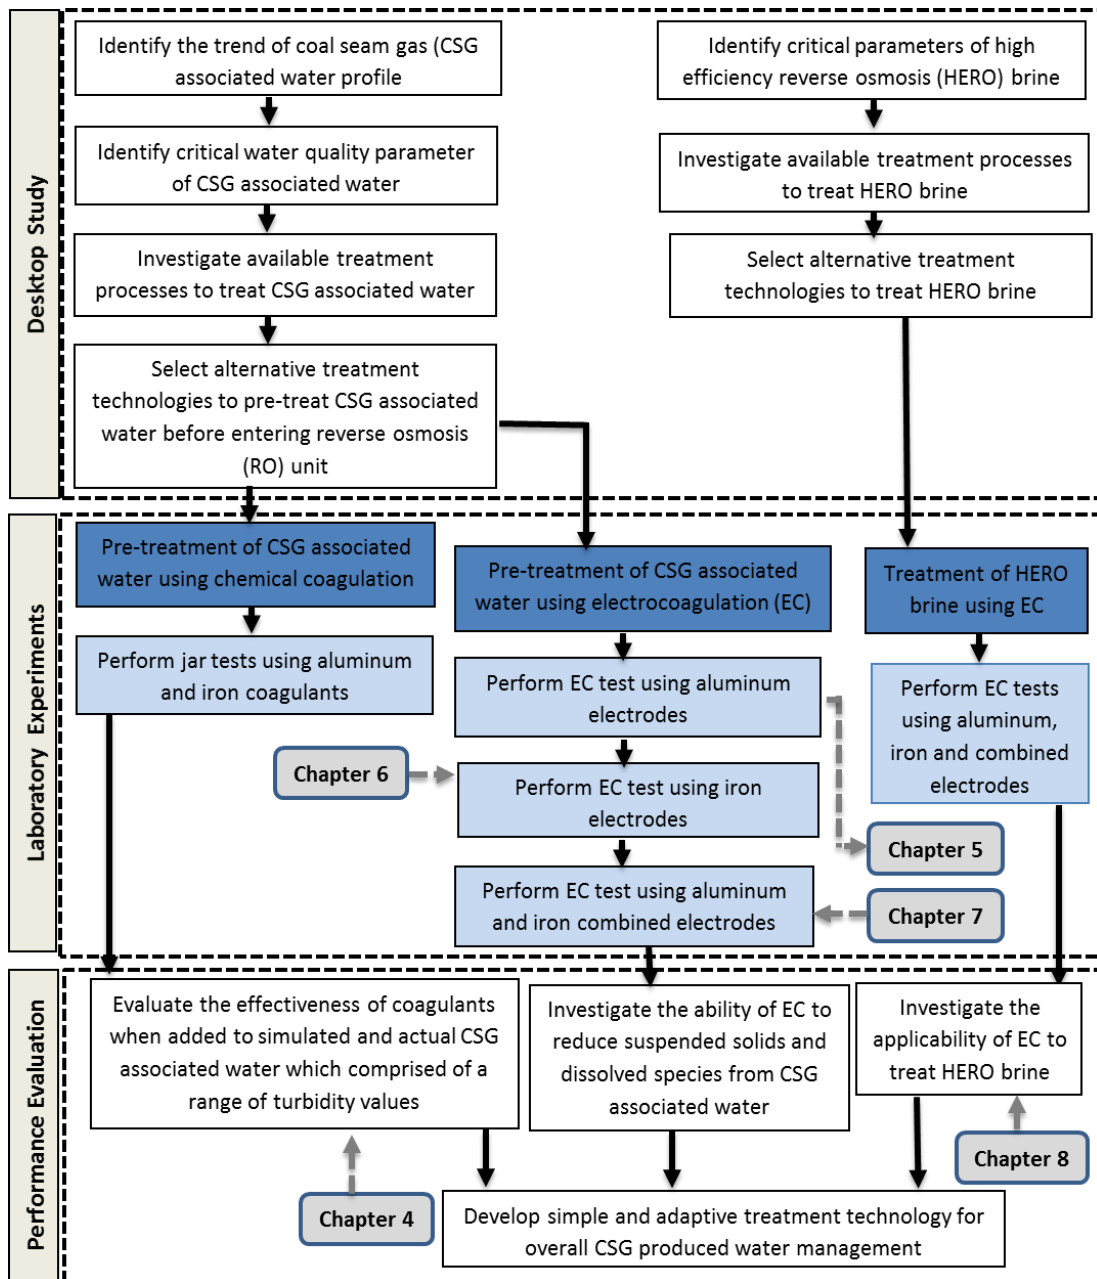 Desktop Study
Identify the trend of coal seam gas (CSG
associated water profile
Identify critical water quality parameter
of CSG associated water
Investigate available treatment
processes to treat CSG associated water
Select alternative treatment
technologies to pre-treat CSG associated
water before entering reverse osmosis
(RO) unit
Identify critical parameters of high
efficiency reverse osmosis (HERO) brine
Investigate available treatment processes
to treat HERO brine
Select alternative treatment
technologies to treat HERO brine
Laboratory Experiments
Pre-treatment of CSG associated
water using chemical coagulation
Perform jar tests using aluminum
and iron coagulants
Pre-treatment of CSG associated
water using electrocoagulation (EC)
Perform EC test using aluminum
electrodes
Chapter 6
Perform EC test using iron
electrodes
Perform EC test using aluminum
and iron combined electrodes
Treatment of HERO
brine using EC
Perform EC tests
using aluminum,
iron and combined
electrodes
Chapter 5
Chapter 7
Performance Evaluation
Evaluate the effectiveness of coagulants
when added to simulated and actual CSG
associated water which comprised of a
range of turbidity values
Investigate the ability of EC to
reduce suspended solids and
dissolved species from CSG
associated water
Investigate the
applicability of EC to
treat HERO brine
Chapter 8
Chapter 4
Develop simple and adaptive treatment technology for
overall CSG produced water management